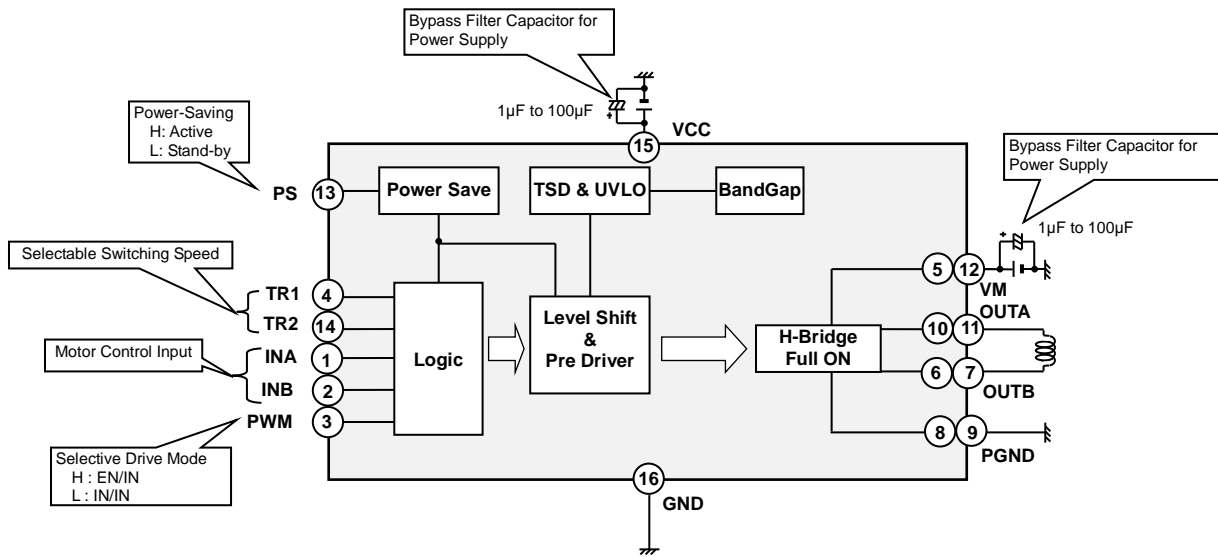 Bypass Filter Capacitor for
Power Supply
1µF to 100µF
VCC
15
Power-Saving
H: Active
L: Stand-by
PS
13
Power Save
TSD & UVLO
BandGap
Bypass Filter Capacitor for
Power Supply
1µF to 100µF
Selectable Switching Speed
TR1
4
TR2
14
Motor Control Input
INA
1
INB
2
PWM
3
Selective Drive Mode
H : EN/IN
L : IN/IN
Logic
Level Shift
&
Pre Driver
H-Bridge
Full ON
5
12
VM
OUTA
10
11
6
7
OUTB
8
9
PGND
16
GND
+
+